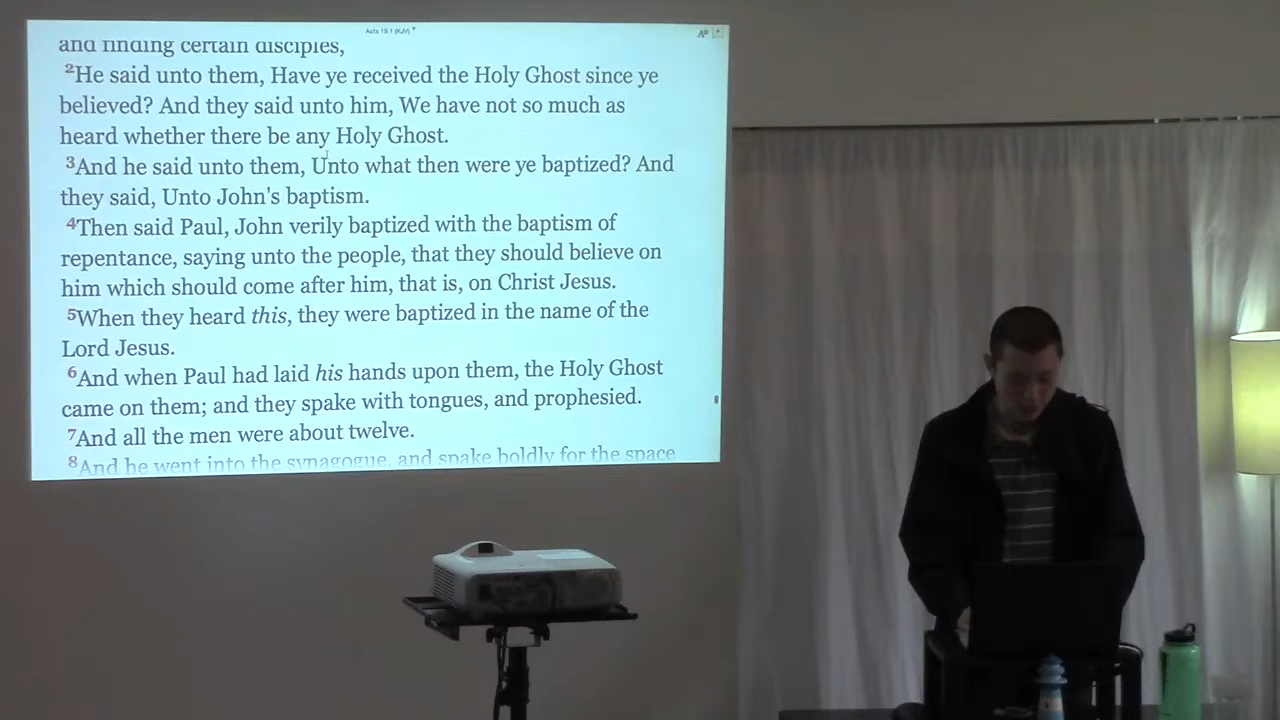 Acts 19:1 (KJV)
and finding certain disciples,
2He said unto them, Have ye received the Holy Ghost since ye
believed? And they said unto him, We have not so much as
heard whether there be any Holy Ghost.
3And he said unto them, Unto what then were ye baptized? And
they said, Unto John's baptism.
4Then said Paul, John verily baptized with the baptism of
repentance, saying unto the people, that they should believe on
him which should come after him, that is, on Christ Jesus.
5When they heard this, they were baptized in the name of the
Lord Jesus.
6And when Paul had laid his hands upon them, the Holy Ghost
came on them; and they spake with tongues, and prophesied.
7And all the men were about twelve.
8And he went into the synagogue, and spake boldly for the space